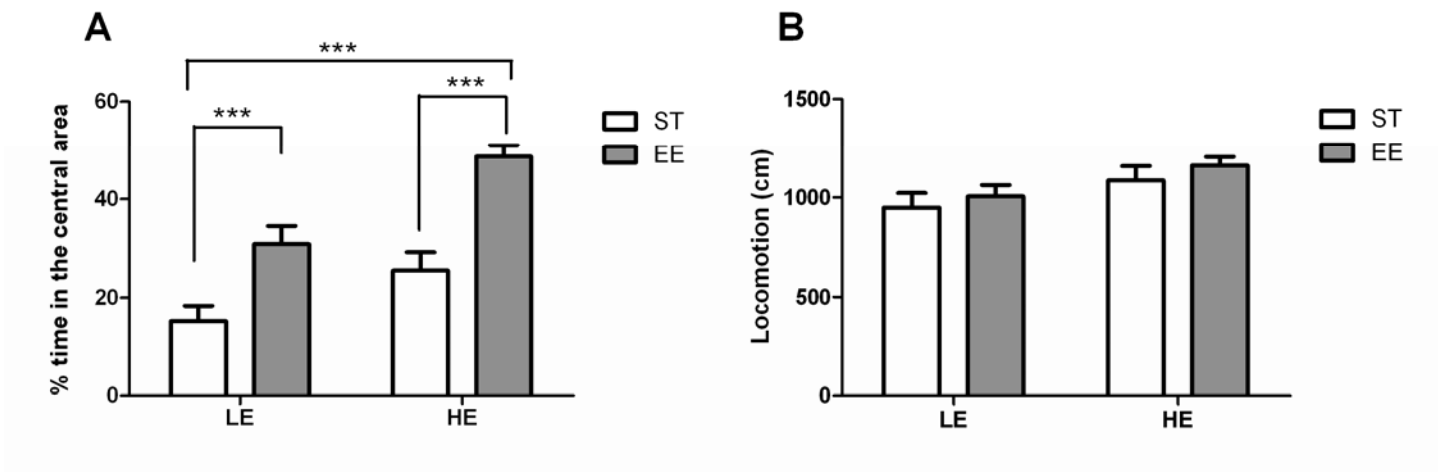 A
***
***
***
% time in the central area
60
40
20
0
LE
HE
ST
EE
B
Locomotion (cm)
1500
1000
500
0
LE
HE
ST
EE